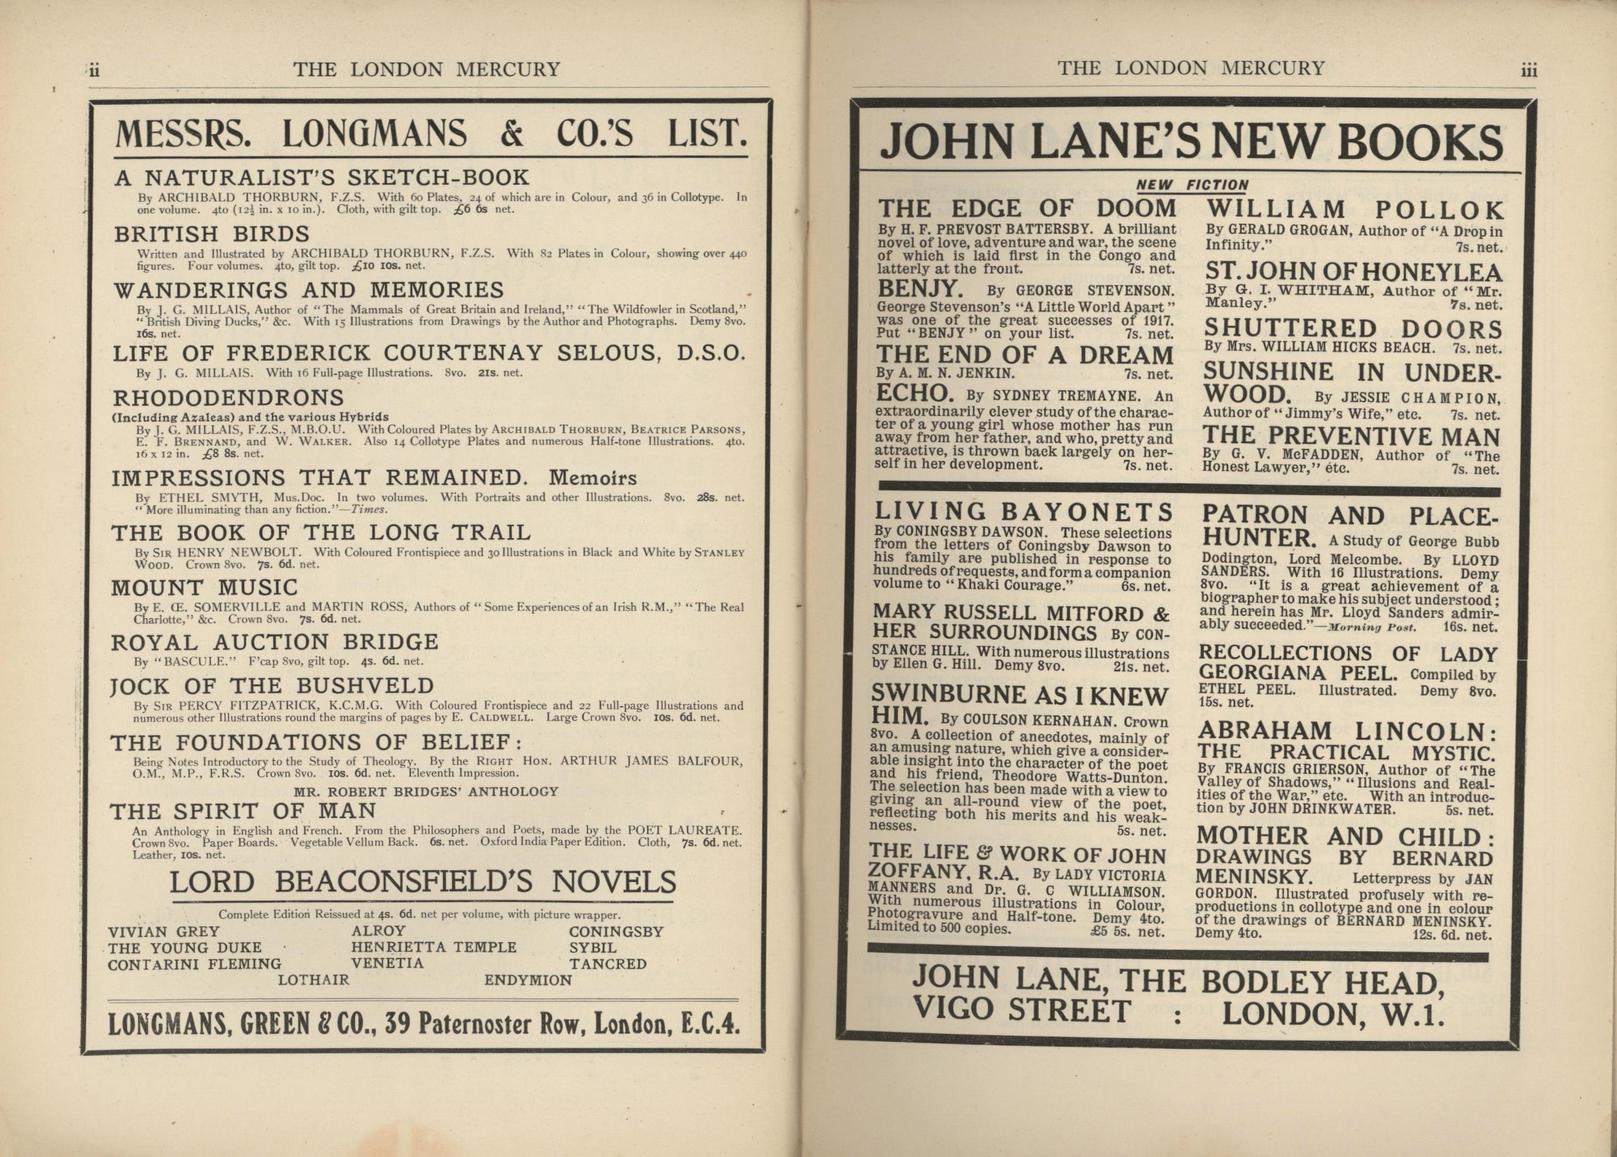 ii
THE LONDON MERCURY
MESSRS. LONGMANS & CO.'S LIST.
A NATURALIST'S SKETCH-BOOK
By ARCHIBALD THORBURN, F.Z.S. With 60 Plates, 24 of which are in Colour, and 36 in Collotype. In
one volume. 4to (12½ in. x 10 in.). Cloth, with gilt top. £6 6s net.
BRITISH BIRDS
Written and Illustrated by ARCHIBALD THORBURN, F.Z.S. With 82 Plates in Colour, showing over 440
figures. Four volumes. 4to, gilt top. £10 10s. net.
WANDERINGS AND MEMORIES
By J. G. MILLAIS, Author of "The Mammals of Great Britain and Ireland," "The Wildfowler in Scotland,"
"British Diving Ducks," &c. With 15 Illustrations from Drawings by the Author and Photographs. Demy 8vo.
16s. net.
LIFE OF FREDERICK COURTENAY SELOUS, D.S.O.
By J. G. MILLAIS. With 16 Full-page Illustrations. 8vo. 21s. net.
RHODODENDRONS
(Including Azaleas) and the various Hybrids
By J. G. MILLAIS, F.Z.S., M.B.O.U. With Coloured Plates by ARCHIBALD THORBURN, BEATRICE PARSONS,
E. F. BRENNAND, and W. WALKER. Also 14 Collotype Plates and numerous Half-tone Illustrations. 4to.
16 x 12 in. £8 8s. net.
IMPRESSIONS THAT REMAINED. Memoirs
By ETHEL SMYTH, Mus.Doc. In two volumes. With Portraits and other Illustrations. 8vo. 28s. net.
"More illuminating than any fiction."—Times.
THE BOOK OF THE LONG TRAIL
By SIR HENRY NEWBOLT. With Coloured Frontispiece and 30 Illustrations in Black and White by STANLEY
WOOD. Crown 8vo. 7s. 6d. net.
MOUNT MUSIC
By E. Œ. SOMERVILLE and MARTIN ROSS, Authors of "Some Experiences of an Irish R.M.," "The Real
Charlotte," &c. Crown 8vo. 7s. 6d. net.
ROYAL AUCTION BRIDGE
By "BASCULE." F'cap 8vo, gilt top. 4s. 6d. net.
JOCK OF THE BUSHVELD
By SIR PERCY FITZPATRICK, K.C.M.G. With Coloured Frontispiece and 22 Full-page Illustrations and
numerous other Illustrations round the margins of pages by E. CALDWELL. Large Crown 8vo. 10s. 6d. net.
THE FOUNDATIONS OF BELIEF:
Being Notes Introductory to the Study of Theology. By the RIGHT HON. ARTHUR JAMES BALFOUR,
O.M., M.P., F.R.S. Crown 8vo. 10s. 6d. net. Eleventh Impression.
MR. ROBERT BRIDGES' ANTHOLOGY
THE SPIRIT OF MAN
An Anthology in English and French. From the Philosophers and Poets, made by the POET LAUREATE.
Crown 8vo. Paper Boards. Vegetable Vellum Back. 6s. net. Oxford India Paper Edition. Cloth, 7s. 6d. net.
Leather, 10s. net.
LORD BEACONSFIELD'S NOVELS
Complete Edition Reissued at 4s. 6d. net per volume, with picture wrapper.
VIVIAN GREY ALROY CONINGSBY
THE YOUNG DUKE HENRIETTA TEMPLE SYBIL
CONTARINI FLEMING VENETIA TANCRED
LOTHAIR ENDYMION
LONGMANS, GREEN & CO., 39 Paternoster Row, London, E.C.4.
THE LONDON MERCURY
iii
JOHN LANE'S NEW BOOKS
NEW FICTION
THE EDGE OF DOOM
By H. F. PREVOST BATTERSBY. A brilliant
novel of love, adventure and war, the scene
of which is laid first in the Congo and
latterly at the front. 7s. net.
BENJY. By GEORGE STEVENSON.
George Stevenson's "A Little World Apart"
was one of the great successes of 1917.
Put "BENJY" on your list. 7s. net.
THE END OF A DREAM
By A. M. N. JENKIN. 7s. net.
ECHO. By SYDNEY TREMAYNE. An
extraordinarily clever study of the charac-
ter of a young girl whose mother has run
away from her father, and who, pretty and
attractive, is thrown back largely on her-
self in her development. 7s. net.
WILLIAM POLLOK
By GERALD GROGAN, Author of "A Drop in
Infinity." 7s. net.
ST. JOHN OF HONEYLEA
By G. I. WHITHAM, Author of "Mr.
Manley." 7s. net.
SHUTTERED DOORS
By Mrs. WILLIAM HICKS BEACH. 7s. net.
SUNSHINE IN UNDER-
WOOD. By JESSIE CHAMPION,
Author of "Jimmy's Wife," etc. 7s. net.
THE PREVENTIVE MAN
By G. V. McFADDEN, Author of "The
Honest Lawyer," etc. 7s. net.
LIVING BAYONETS
By CONINGSBY DAWSON. These selections
from the letters of Coningsby Dawson to
his family are published in response to
hundreds of requests, and form a companion
volume to "Khaki Courage." 6s. net.
MARY RUSSELL MITFORD &
HER SURROUNDINGS By CON-
STANCE HILL. With numerous illustrations
by Ellen G. Hill. Demy 8vo. 21s. net.
SWINBURNE AS I KNEW
HIM. By COULSON KERNAHAN. Crown
8vo. A collection of anecdotes, mainly of
an amusing nature, which give a consider-
able insight into the character of the poet
and his friend, Theodore Watts-Dunton.
The selection has been made with a view to
giving an all-round view of the poet,
reflecting both his merits and his weak-
nesses. 5s. net.
THE LIFE & WORK OF JOHN
ZOFFANY, R.A. By LADY VICTORIA
MANNERS and Dr. G. C WILLIAMSON.
With numerous illustrations in Colour,
Photogravure and Half-tone. Demy 4to.
Limited to 500 copies. £5 5s. net.
PATRON AND PLACE-
HUNTER. A Study of George Bubb
Dodington, Lord Melcombe. By LLOYD
SANDERS. With 16 Illustrations. Demy
8vo. "It is a great achievement of a
biographer to make his subject understood;
and herein has Mr. Lloyd Sanders admir-
ably succeeded."—Morning Post. 16s. net.
RECOLLECTIONS OF LADY
GEORGIANA PEEL. Compiled by
ETHEL PEEL. Illustrated. Demy 8vo.
15s. net.
ABRAHAM LINCOLN:
THE PRACTICAL MYSTIC.
By FRANCIS GRIERSON, Author of "The
Valley of Shadows," "Illusions and Real-
ities of the War," etc. With an introduc-
tion by JOHN DRINKWATER. 5s. net.
MOTHER AND CHILD:
DRAWINGS BY BERNARD
MENINSKY. Letterpress by JAN
GORDON. Illustrated profusely with re-
productions in collotype and one in colour
of the drawings of BERNARD MENINSKY.
Demy 4to. 12s. 6d. net.
JOHN LANE, THE BODLEY HEAD,
VIGO STREET : LONDON, W.1.